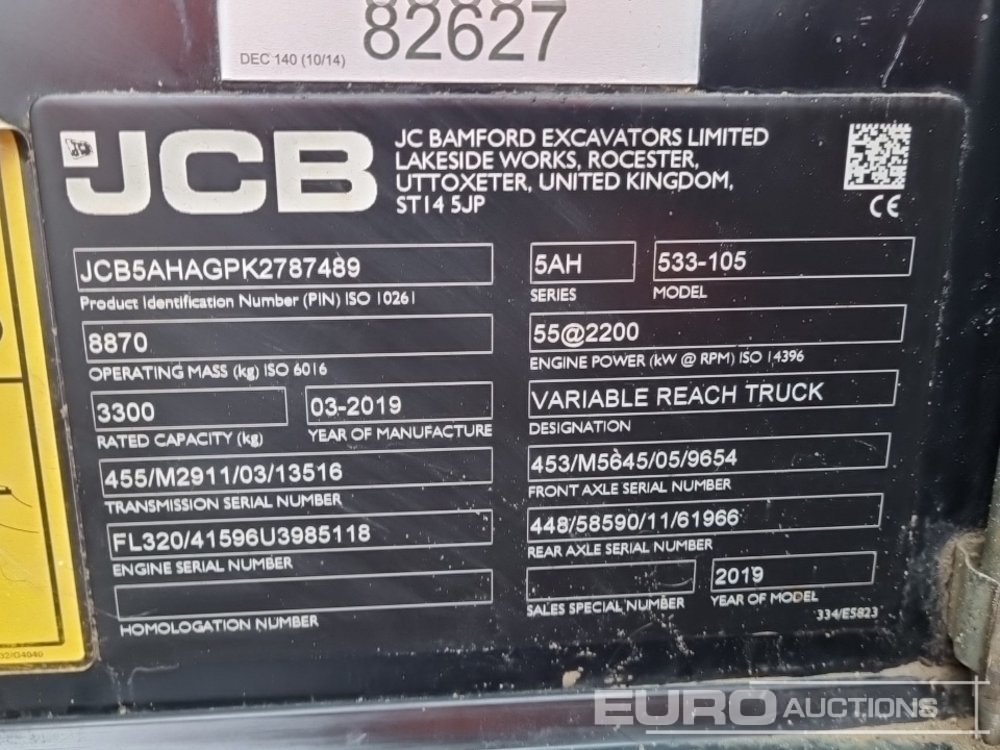 82627
DEC 140 (10/14)
JCB
JC BAMFORD EXCAVATORS LIMITED
LAKESIDE WORKS, ROCESTER,
UTTOXETER, UNITED KINGDOM,
ST14 5JP
CE
JCB5AHAGPK2787489
Product Identification Number (PIN) ISO 10261
5AH
SERIES
533-105
MODEL
8870
OPERATING MASS (kg) ISO 6016
55@2200
ENGINE POWER (kW @ RPM) ISO 14396
3300
RATED CAPACITY (kg)
03-2019
YEAR OF MANUFACTURE
VARIABLE REACH TRUCK
DESIGNATION
455/M2911/03/13516
TRANSMISSION SERIAL NUMBER
453/M5645/05/9654
FRONT AXLE SERIAL NUMBER
FL320/41596U3985118
ENGINE SERIAL NUMBER
448/58590/11/61966
REAR AXLE SERIAL NUMBER
HOMOLOGATION NUMBER
SALES SPECIAL NUMBER
2019
YEAR OF MODEL
334/E5823
EURO AUCTIONS